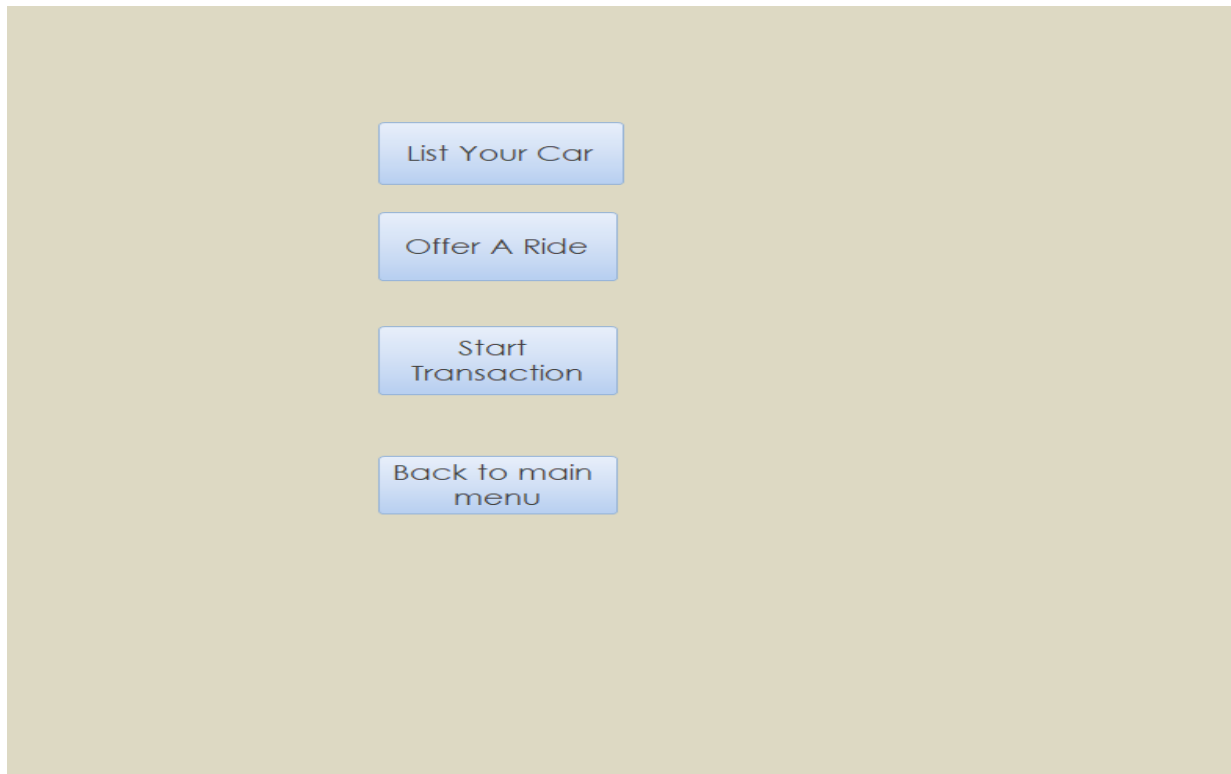 List Your Car
Offer A Ride
Start
Transaction
Back to main
menu